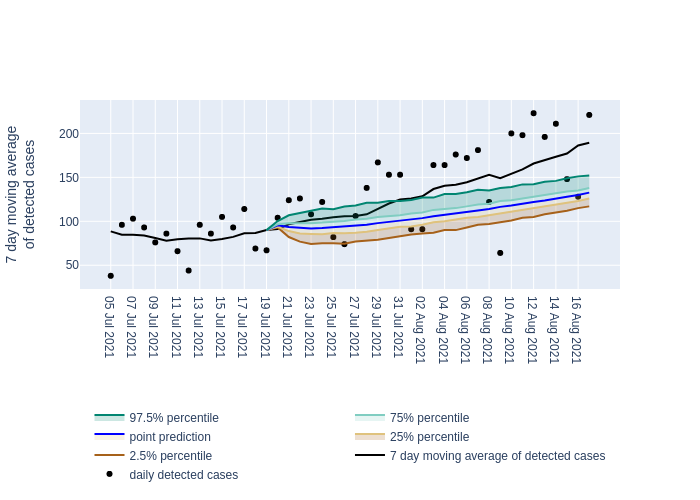 7 day moving average
of detected cases
200
150
100
50
05 Jul 2021
07 Jul 2021
09 Jul 2021
11 Jul 2021
13 Jul 2021
15 Jul 2021
17 Jul 2021
19 Jul 2021
21 Jul 2021
23 Jul 2021
25 Jul 2021
27 Jul 2021
29 Jul 2021
31 Jul 2021
02 Aug 2021
04 Aug 2021
06 Aug 2021
08 Aug 2021
10 Aug 2021
12 Aug 2021
14 Aug 2021
16 Aug 2021
97.5% percentile
75% percentile
point prediction
25% percentile
2.5% percentile
7 day moving average of detected cases
daily detected cases